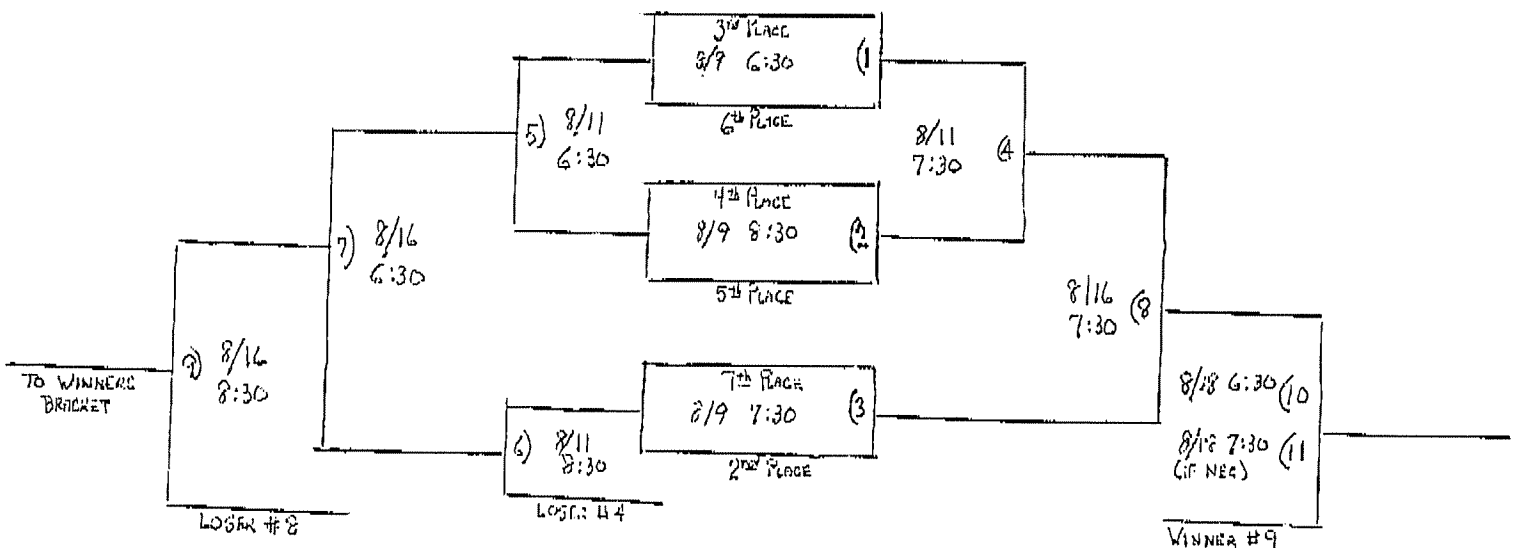 3rd PLACE
8/9 6:30 (1
6th PLACE
5) 8/11
6:30
8/11 (4
7:30
4th PLACE
8/9 8:30 (2
5th PLACE
7) 8/16
6:30
8/16 (8
7:30
9) 8/16
8:30
TO WINNERS
BRACKET
7th PLACE
8/9 7:30 (3
2nd PLACE
6) 8/11
8:30
LOSER #4
LOSER #8
8/18 6:30 (10
8/18 7:30 (11
(IF NEC)
WINNER #9